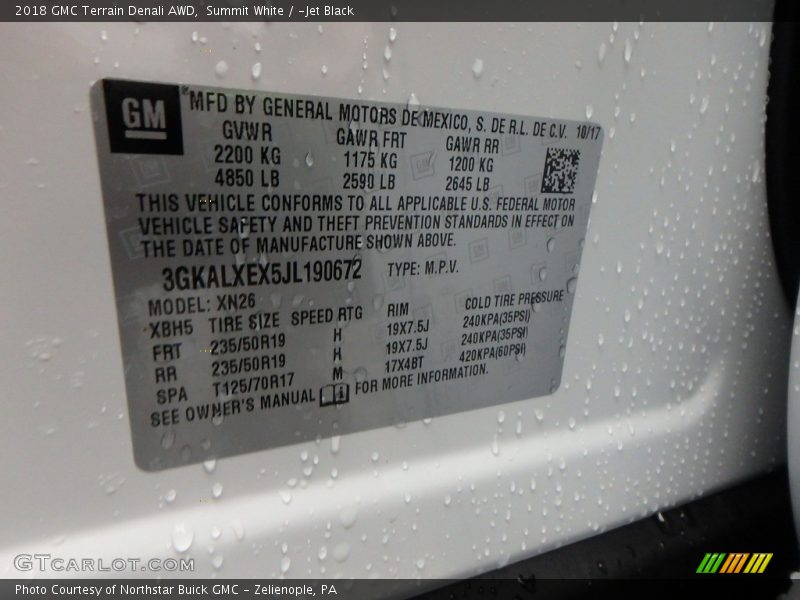 2018 GMC Terrain Denali AWD,  Summit White / -Jet Black
GM
MFD BY GENERAL MOTORS DE MEXICO, S. DE R.L. DE C.V. 10/17
GVWR GAWR FRT GAWR RR
2200 KG 1175 KG 1200 KG
4850 LB 2590 LB 2645 LB
THIS VEHICLE CONFORMS TO ALL APPLICABLE U.S. FEDERAL MOTOR
VEHICLE SAFETY AND THEFT PREVENTION STANDARDS IN EFFECT ON
THE DATE OF MANUFACTURE SHOWN ABOVE.
3GKALXEX5JL190672 TYPE: M.P.V.
MODEL: XN26
XBH5 TIRE SIZE SPEED RTG RIM COLD TIRE PRESSURE
FRT 235/50R19 H 19X7.5J 240KPA(35PSI)
RR 235/50R19 H 19X7.5J 240KPA(35PSI)
SPA T125/70R17 M 17X4BT 420KPA(60PSI)
SEE OWNER'S MANUAL FOR MORE INFORMATION.
GTCARLOT.COM
Photo Courtesy of Northstar Buick GMC - Zelienople, PA